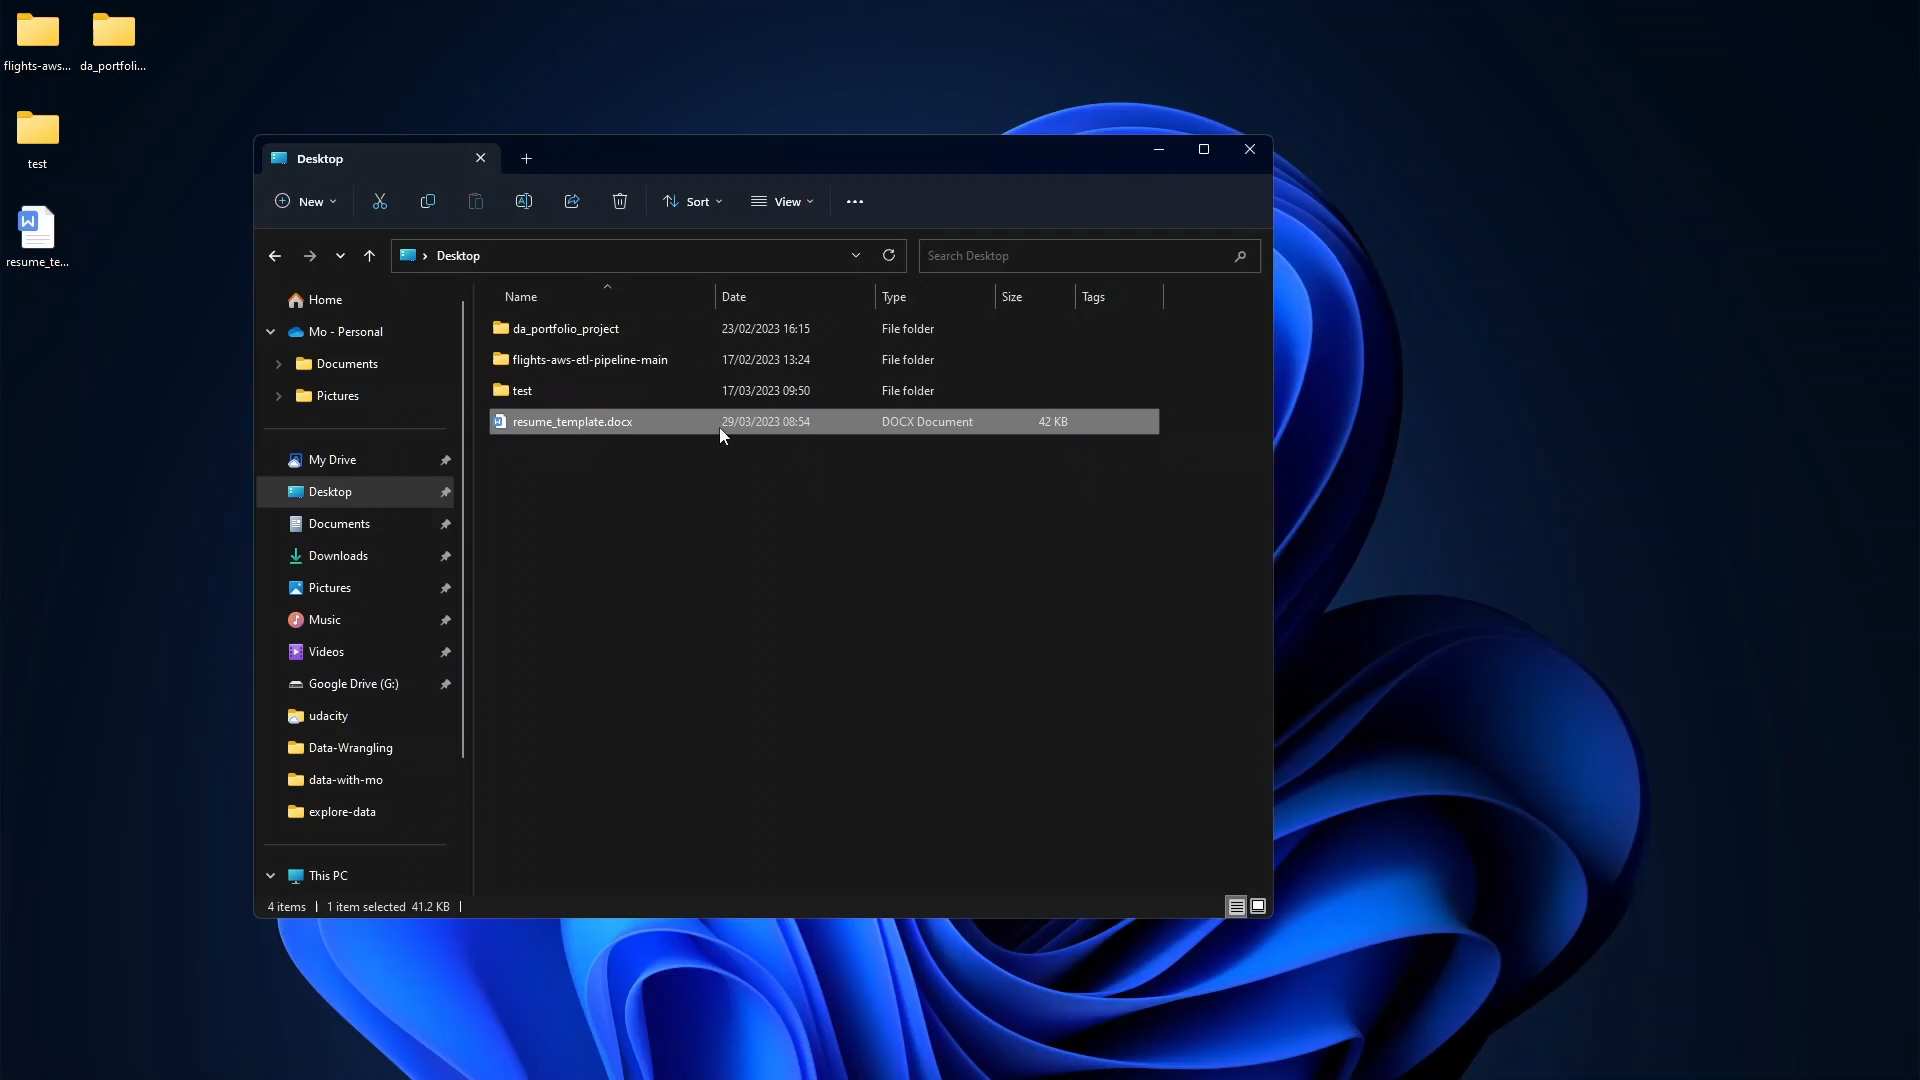 flights-aws...
da_portfoli...
test
resume_te...
Desktop
New
Sort
View
Desktop
Search Desktop
Name
Date
Type
Size
Tags
da_portfolio_project 23/02/2023 16:15 File folder
flights-aws-etl-pipeline-main 17/02/2023 13:24 File folder
test 17/03/2023 09:50 File folder
resume_template.docx 29/03/2023 08:54 DOCX Document 42 KB
Home
Mo - Personal
Documents
Pictures
My Drive
Desktop
Documents
Downloads
Pictures
Music
Videos
Google Drive (G:)
udacity
Data-Wrangling
data-with-mo
explore-data
This PC
4 items
1 item selected 41.2 KB